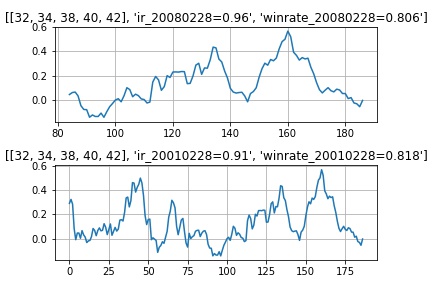 [[32, 34, 38, 40, 42], 'ir_20080228=0.96', 'winrate_20080228=0.806']
0.6
0.4
0.2
0.0
80 100 120 140 160 180
[[32, 34, 38, 40, 42], 'ir_20010228=0.91', 'winrate_20010228=0.818']
0.6
0.4
0.2
0.0
0 25 50 75 100 125 150 175